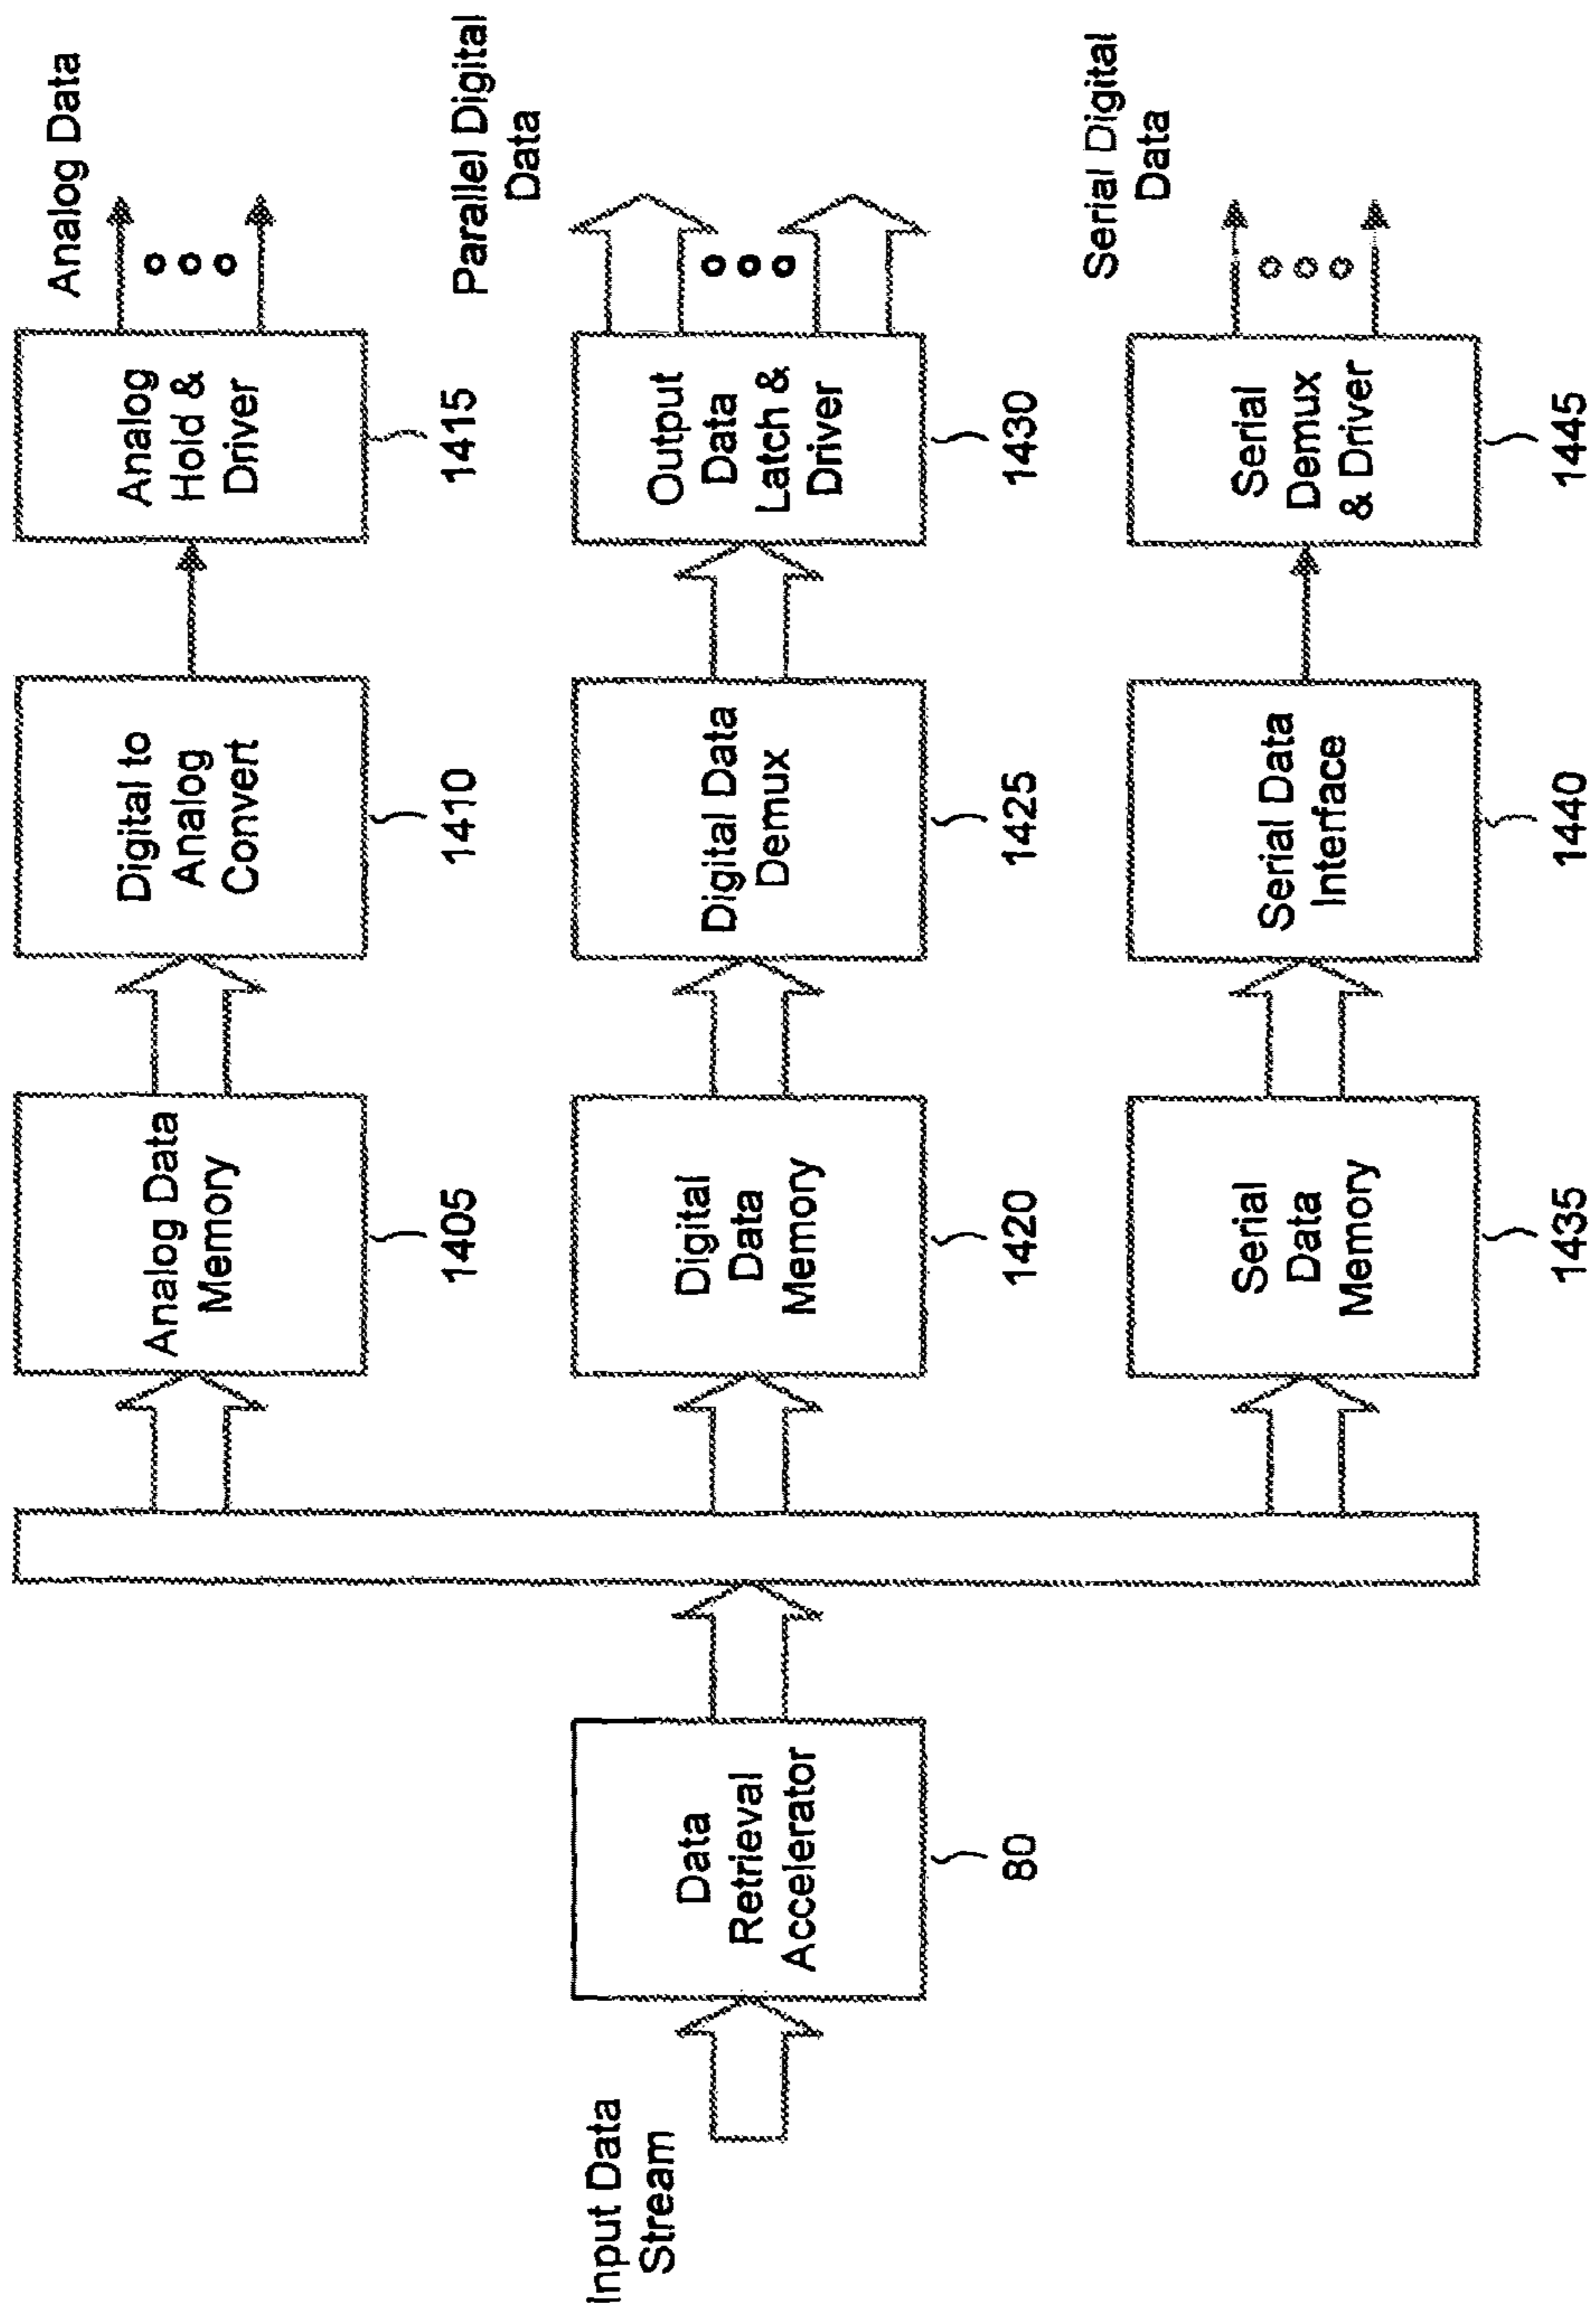 Input Data
Stream
Data
Retrieval
Accelerator
80
Analog Data
Memory
1405
Digital to
Analog
Convert
1410
Analog
Hold &
Driver
1415
Analog Data
Digital
Data
Memory
1420
Digital Data
Demux
1425
Output
Data
Latch &
Driver
1430
Parallel Digital
Data
Serial
Data
Memory
1435
Serial Data
Interface
1440
Serial
Demux
& Driver
1445
Serial Digital
Data